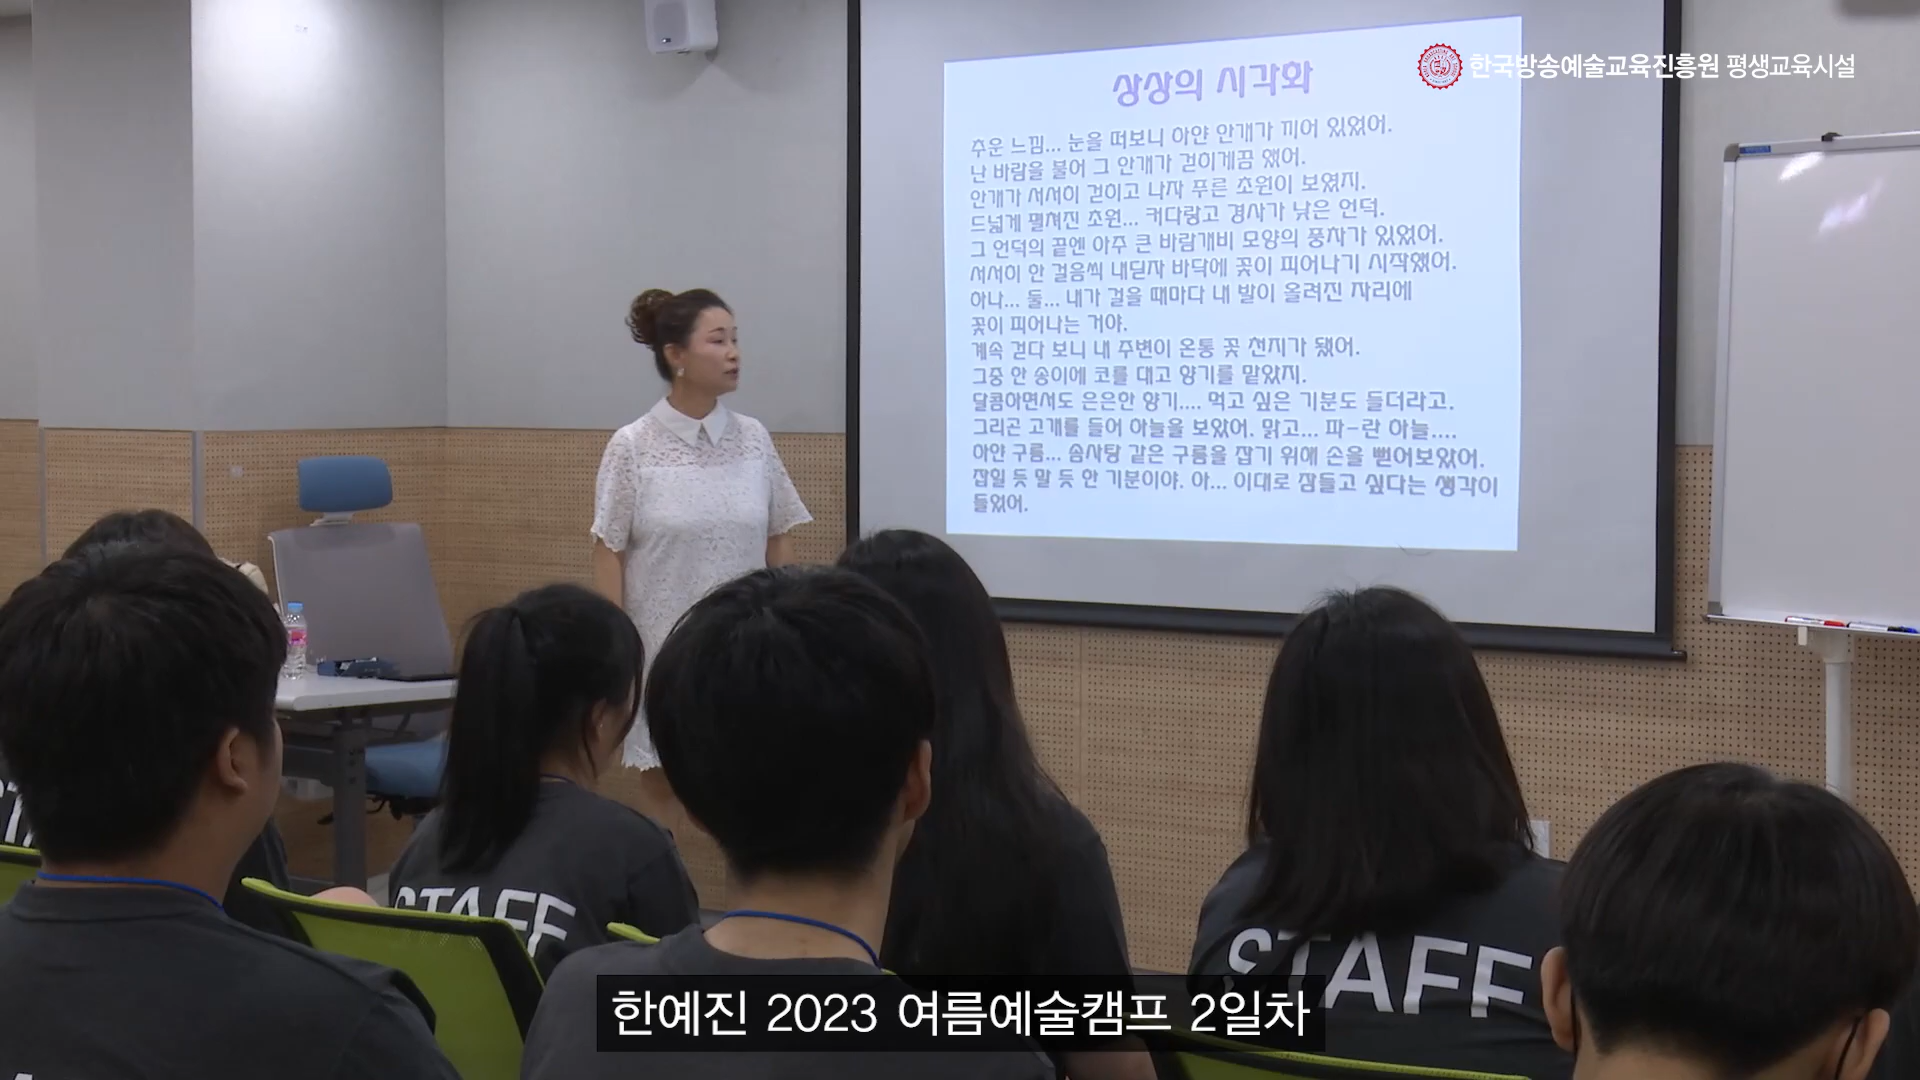 한국방송예술교육진흥원 평생교육시설
상상의 시각화
추운 느낌... 눈을 떠보니 하얀 안개가 끼어 있었어.
난 바람을 불어 그 안개가 걷히게끔 했어.
안개가 서서히 걷히고 나자 푸른 초원이 보였지.
드넓게 펼쳐진 초원... 커다랗고 경사가 낮은 언덕.
그 언덕의 끝엔 아주 큰 바람개비 모양의 풍차가 있었어.
서서히 한 걸음씩 내딛자 바닥에 꽃이 피어나기 시작했어.
하나... 둘... 내가 걸을 때마다 내 발이 올려진 자리에
꽃이 피어나는 거야.
계속 걷다 보니 내 주변이 온통 꽃 천지가 됐어.
그중 한 송이에 코를 대고 향기를 맡았지.
달콤하면서도 은은한 향기.... 먹고 싶은 기분도 들더라고.
그리곤 고개를 들어 하늘을 보았어. 맑고... 파-란 하늘....
하얀 구름... 솜사탕 같은 구름을 잡기 위해 손을 뻗어보았어.
잡힐 듯 말 듯 한 기분이야. 아... 이대로 잠들고 싶다는 생각이
들었어.
STAFF
STAFF
한예진 2023 여름예술캠프 2일차